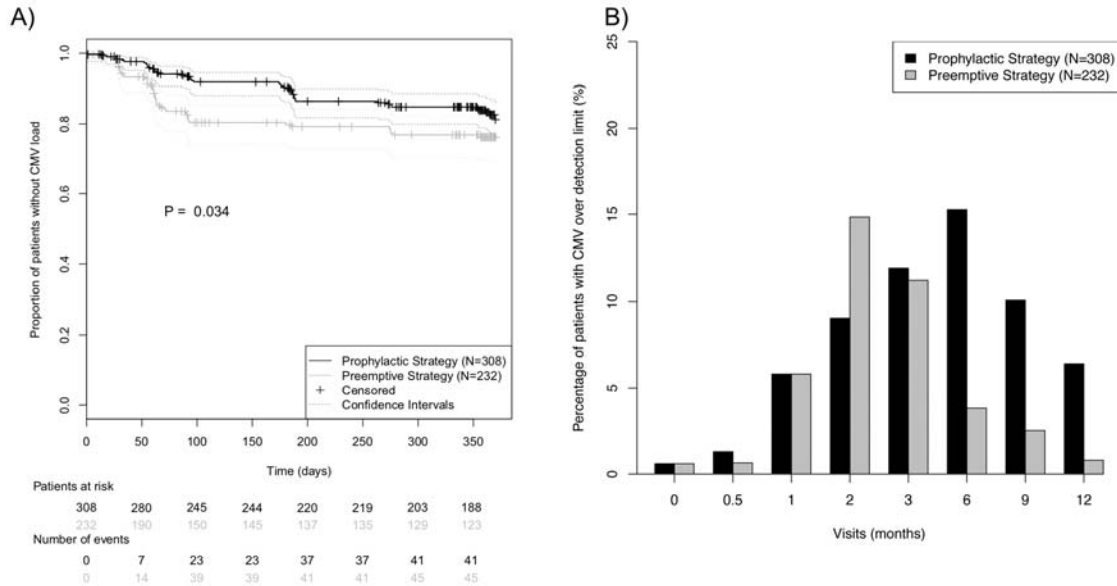 A)
Proportion of patients without CMV load
1.0
0.8
0.6
0.4
0.2
0.0
P = 0.034
Prophylactic Strategy (N=308)
Preemptive Strategy (N=232)
Censored
Confidence Intervals
0 50 100 150 200 250 300 350
Time (days)
Patients at risk
308 280 245 244 220 219 203 188
232 190 150 145 137 135 129 123
Number of events
0 7 23 23 37 37 41 41
0 14 39 39 41 41 45 45
B)
Percentage of patients with CMV over detection limit (%)
25
20
15
10
5
0
Prophylactic Strategy (N=308)
Preemptive Strategy (N=232)
0 0.5 1 2 3 6 9 12
Visits (months)